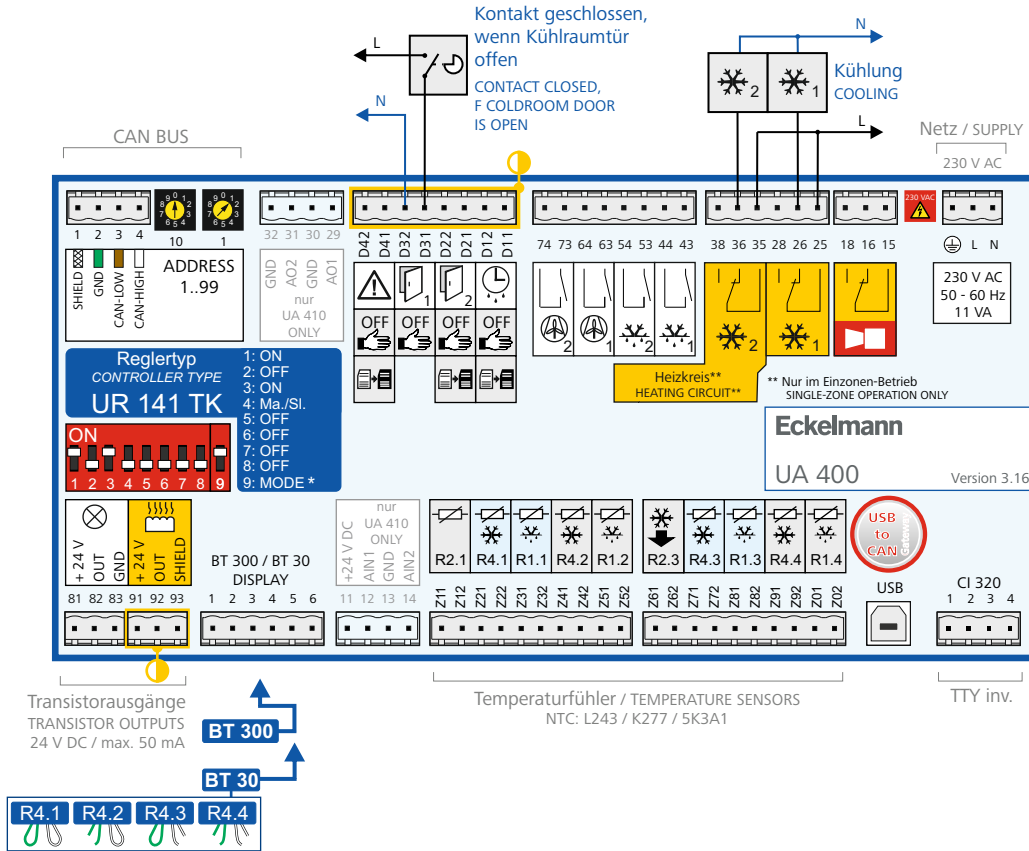 Kontakt geschlossen,
wenn Kühlraumtür
offen
CONTACT CLOSED,
F COLDROOM DOOR
IS OPEN
L
N
N
2
1
Kühlung
COOLING
L
CAN BUS
Netz / SUPPLY
230 V AC
1 2 3 4
10
1
32 31 30 29
D42 D41 D32 D31 D22 D21 D12 D11
74 73 64 63 54 53 44 43
38 36 35 28 26 25
18 16 15
230 VAC
L N
SHIELD
GND
CAN-LOW
CAN-HIGH
ADDRESS
1..99
GND
AO2
GND
AO1
nur
UA 410
ONLY
1
2
OFF
OFF
OFF
OFF
2
1
2
1
2
1
Heizkreis**
HEATING CIRCUIT**
** Nur im Einzonen-Betrieb
SINGLE-ZONE OPERATION ONLY
230 V AC
50 - 60 Hz
11 VA
Reglertyp
CONTROLLER TYPE
UR 141 TK
1: ON
2: OFF
3: ON
4: Ma./Sl.
5: OFF
6: OFF
7: OFF
8: OFF
9: MODE *
ON
1 2 3 4 5 6 7 8 9
Eckelmann
UA 400
Version 3.16
+ 24 V
OUT
GND
+ 24 V
OUT
SHIELD
81 82 83 91 92 93
BT 300 / BT 30
DISPLAY
1 2 3 4 5 6
nur
UA 410
ONLY
+24 V DC
AIN1
GND
AIN2
11 12 13 14
R2.1 R4.1 R1.1 R4.2 R1.2
R2.3 R4.3 R1.3 R4.4 R1.4
Z11 Z12 Z21 Z22 Z31 Z32 Z41 Z42 Z51 Z52
Z61 Z62 Z71 Z72 Z81 Z82 Z91 Z92 Z01 Z02
USB
to
CAN
Gateway
USB
CI 320
1 2 3 4
Transistorausgänge
TRANSISTOR OUTPUTS
24 V DC / max. 50 mA
Temperaturfühler / TEMPERATURE SENSORS
NTC: L243 / K277 / 5K3A1
TTY inv.
BT 300
BT 30
R4.1 R4.2 R4.3 R4.4